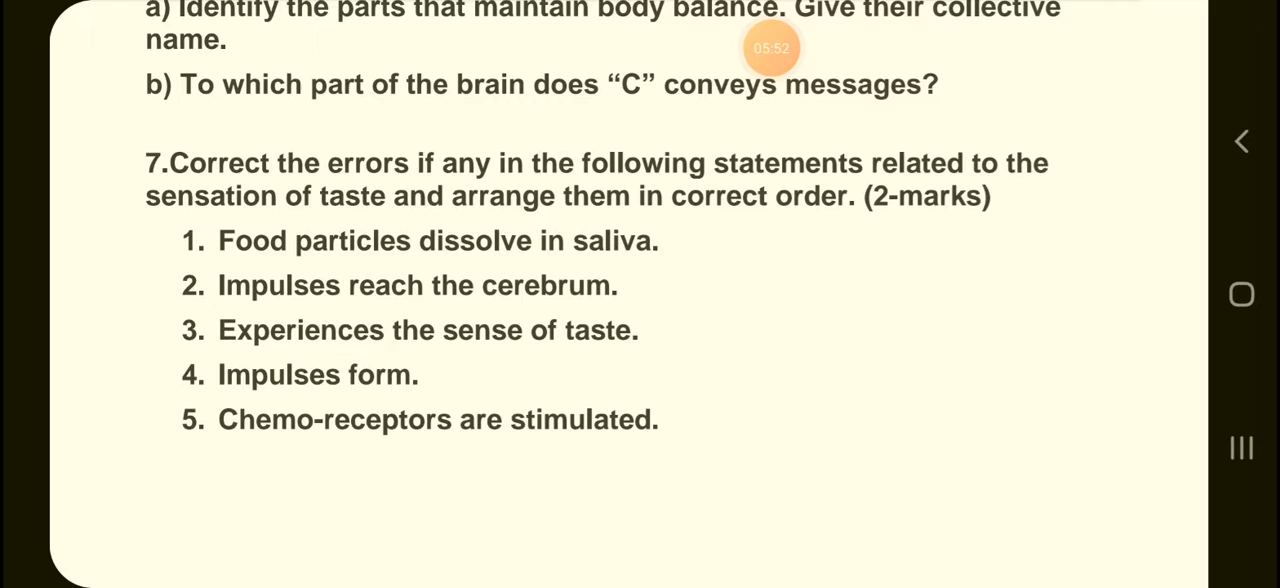 a) Identify the parts that maintain body balance. Give their collective
name.
05:52
b) To which part of the brain does “C” conveys messages?
7.Correct the errors if any in the following statements related to the
sensation of taste and arrange them in correct order. (2-marks)
1. Food particles dissolve in saliva.
2. Impulses reach the cerebrum.
3. Experiences the sense of taste.
4. Impulses form.
5. Chemo-receptors are stimulated.